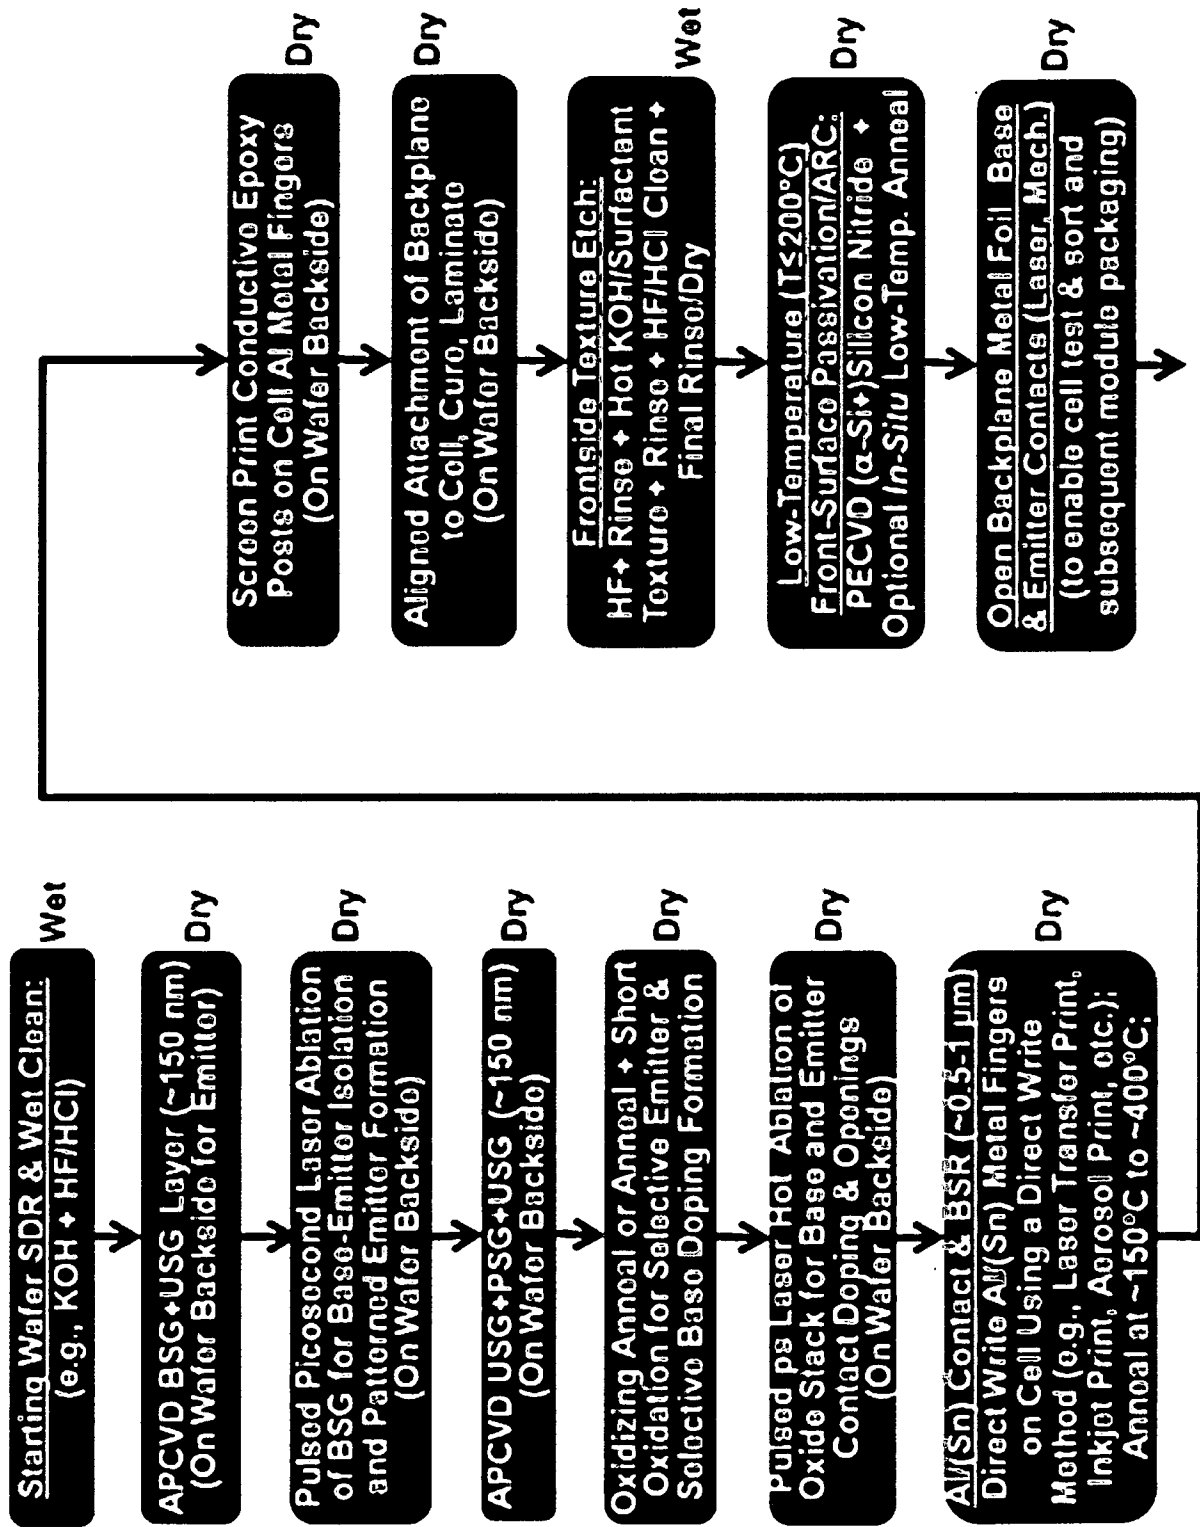 Starting Wafer SDR & Wet Clean:
(e.g., KOH + HF/HCl)
Wet
APCVD BSG+USG Layer (~150 nm)
(On Wafer Backside for Emitter)
Dry
Pulsed Picosecond Laser Ablation
of BSG for Base-Emitter Isolation
and Patterned Emitter Formation
(On Wafer Backside)
Dry
APCVD USG+PSG+USG (~150 nm)
(On Wafer Backside)
Dry
Oxidizing Anneal or Anneal + Short
Oxidation for Selective Emitter &
Selective Base Doping Formation
Dry
Pulsed ps Laser Hot Ablation of
Oxide Stack for Base and Emitter
Contact Doping & Openings
(On Wafer Backside)
Dry
Al/(Sn) Contact & BSR (~0.5-1 μm)
Direct Write Al/(Sn) Metal Fingers
on Cell Using a Direct Write
Method (e.g., Laser Transfer Print,
Inkjet Print, Aerosol Print, etc.);
Anneal at ~150°C to ~400°C;
Dry
Screen Print Conductive Epoxy
Posts on Cell Al Metal Fingers
(On Wafer Backside)
Dry
Aligned Attachment of Backplane
to Cell, Cure, Laminate
(On Wafer Backside)
Dry
Frontside Texture Etch:
HF+ Rinse + Hot KOH/Surfactant
Texture+ Rinse + HF/HCl Clean +
Final Rinse/Dry
Wet
Low-Temperature (T≤200°C)
Front-Surface Passivation/ARC:
PECVD (α-Si+)Silicon Nitride +
Optional In-Situ Low-Temp. Anneal
Dry
Open Backplane Metal Foil Base
& Emitter Contacts (Laser, Mech.)
(to enable cell test & sort and
subsequent module packaging)
Dry